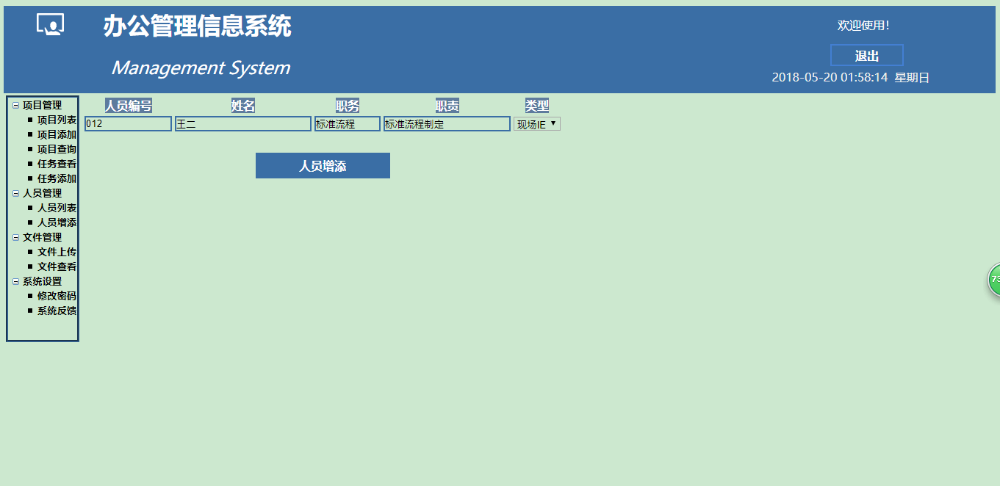 办公管理信息系统
Management System
欢迎使用！
退出
2018-05-20 01:58:14 星期日
项目管理
项目列表
项目添加
项目查询
任务查看
任务添加
人员管理
人员列表
人员增添
文件管理
文件上传
文件查看
系统设置
修改密码
系统反馈
人员编号 姓名 职务 职责 类型
012 王二 标准流程 标准流程制定 现场IE
人员增添
73